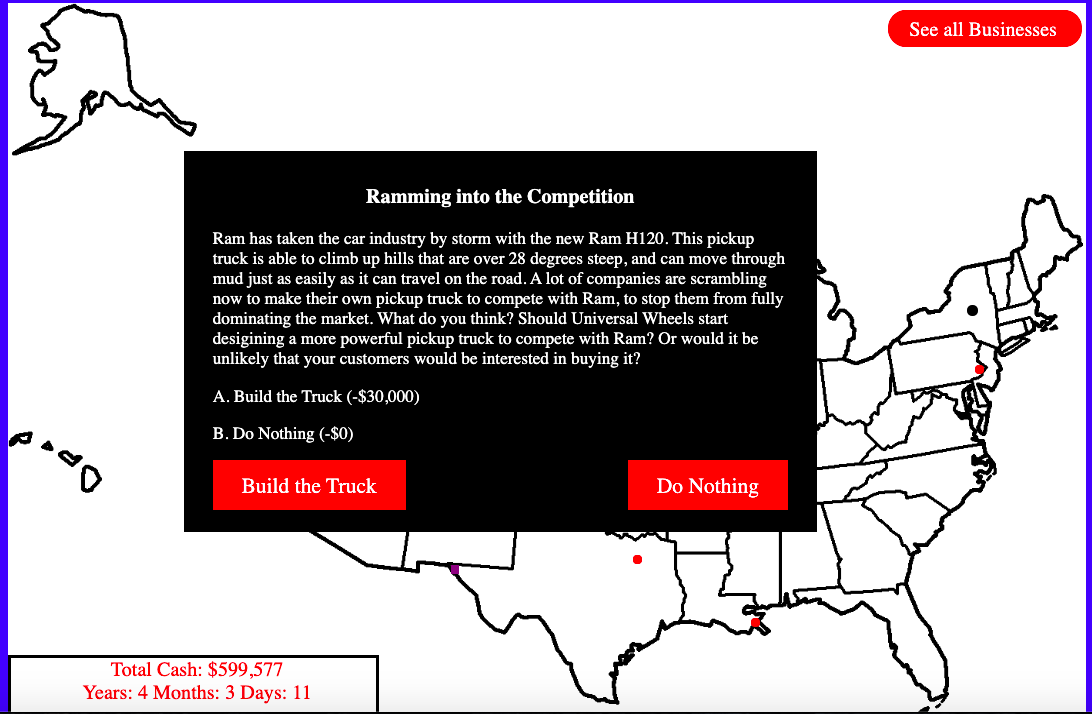 See all Businesses
Ramming into the Competition
Ram has taken the car industry by storm with the new Ram H120. This pickup
truck is able to climb up hills that are over 28 degrees steep, and can move through
mud just as easily as it can travel on the road. A lot of companies are scrambling
now to make their own pickup truck to compete with Ram, to stop them from fully
dominating the market. What do you think? Should Universal Wheels start
desigining a more powerful pickup truck to compete with Ram? Or would it be
unlikely that your customers would be interested in buying it?
A. Build the Truck (-$30,000)
B. Do Nothing (-$0)
Build the Truck
Do Nothing
Total Cash: $599,577
Years: 4 Months: 3 Days: 11